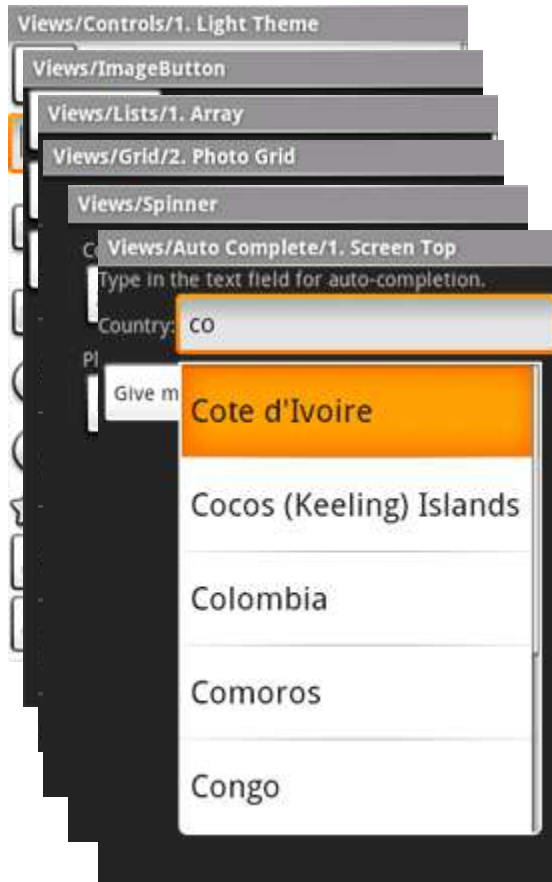 Views/Controls/1. Light Theme
Views/ImageButton
Views/Lists/1. Array
Views/Grid/2. Photo Grid
Views/Spinner
Views/Auto Complete/1. Screen Top
Type in the text field for auto-completion.
Country: co
Give m
Cote d'Ivoire
Cocos (Keeling) Islands
Colombia
Comoros
Congo